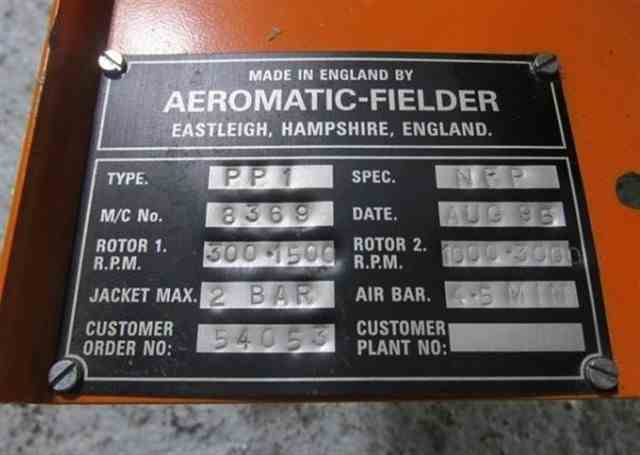 MADE IN ENGLAND BY
AEROMATIC-FIELDER
EASTLEIGH, HAMPSHIRE, ENGLAND.
TYPE. PP1 SPEC. NFP
M/C No. 8369 DATE. AUG 96
ROTOR 1. R.P.M. 300·1500 ROTOR 2. R.P.M. 1000·3000
JACKET MAX. 2 BAR AIR BAR. 4·5 MIN
CUSTOMER ORDER NO: 54053 CUSTOMER PLANT NO: